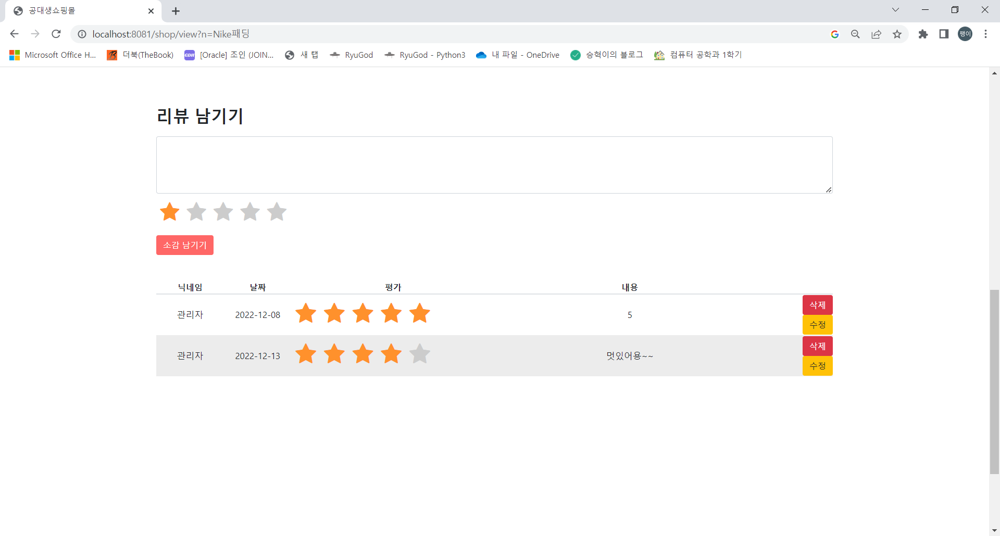 공대생쇼핑몰
localhost:8081/shop/view?n=Nike패딩
팽이
Microsoft Office H... 더북(TheBook) GDH [Oracle] 조인 (JOIN... 새 탭 RyuGod RyuGod - Python3 내 파일 - OneDrive 승혁이의 블로그 컴퓨터 공학과 1학기
리뷰 남기기
소감 남기기
닉네임 날짜 평가 내용
관리자 2022-12-08 5 삭제
수정
관리자 2022-12-13 멋있어용~~ 삭제
수정